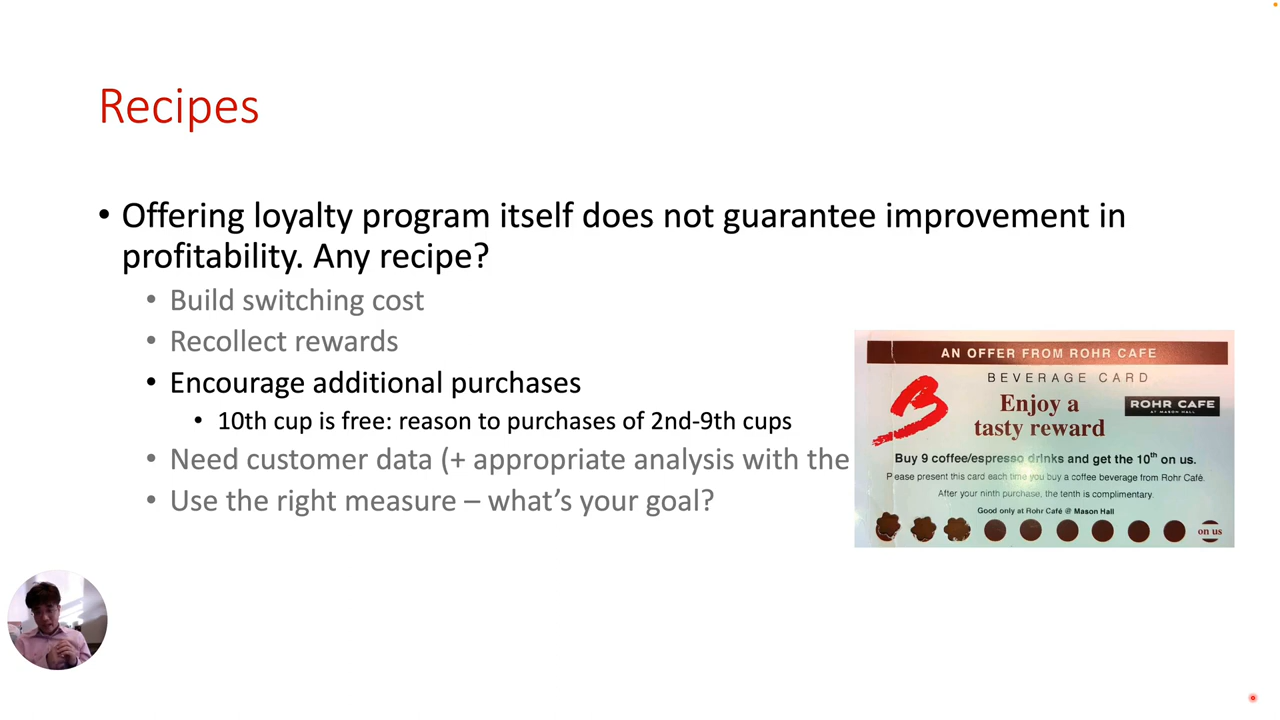 Recipes
• Offering loyalty program itself does not guarantee improvement in
profitability. Any recipe?
• Build switching cost
• Recollect rewards
• Encourage additional purchases
• 10th cup is free: reason to purchases of 2nd-9th cups
• Need customer data (+ appropriate analysis with the
• Use the right measure – what's your goal?
AN OFFER FROM ROHR CAFE
BEVERAGE CARD
Enjoy a
tasty reward
ROHR CAFE
AT MASON HALL
Buy 9 coffee/espresso drinks and get the 10th on us.
Please present this card each time you buy a coffee beverage from Rohr Café.
After your ninth purchase, the tenth is complimentary.
Good only at Rohr Café @ Mason Hall
on us